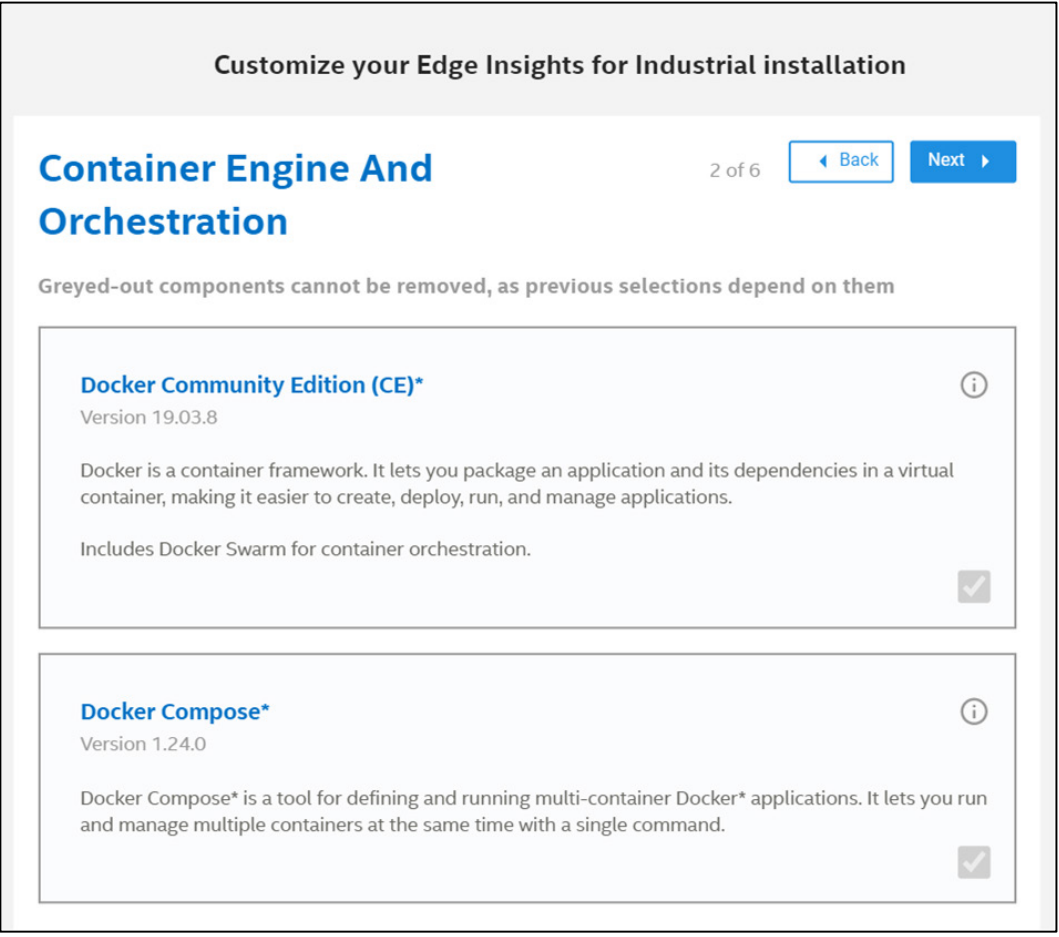 Customize your Edge Insights for Industrial installation
Container Engine And
Orchestration
2 of 6
Back
Next
Greyed-out components cannot be removed, as previous selections depend on them
Docker Community Edition (CE)*
Version 19.03.8
Docker is a container framework. It lets you package an application and its dependencies in a virtual
container, making it easier to create, deploy, run, and manage applications.
Includes Docker Swarm for container orchestration.
Docker Compose*
Version 1.24.0
Docker Compose* is a tool for defining and running multi-container Docker* applications. It lets you run
and manage multiple containers at the same time with a single command.